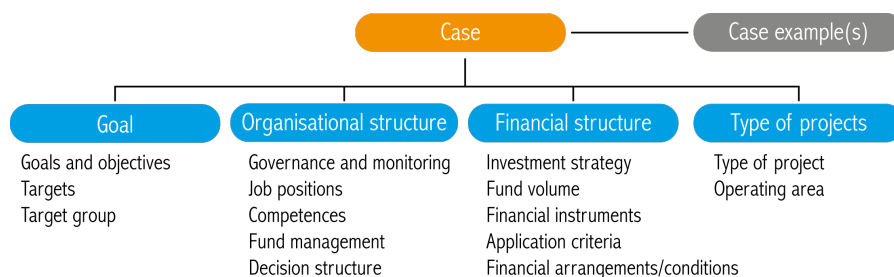 Case
Case example(s)
Goal
Organisational structure
Financial structure
Type of projects
Goals and objectives
Targets
Target group
Governance and monitoring
Job positions
Competences
Fund management
Decision structure
Investment strategy
Fund volume
Financial instruments
Application criteria
Financial arrangements/conditions
Type of project
Operating area